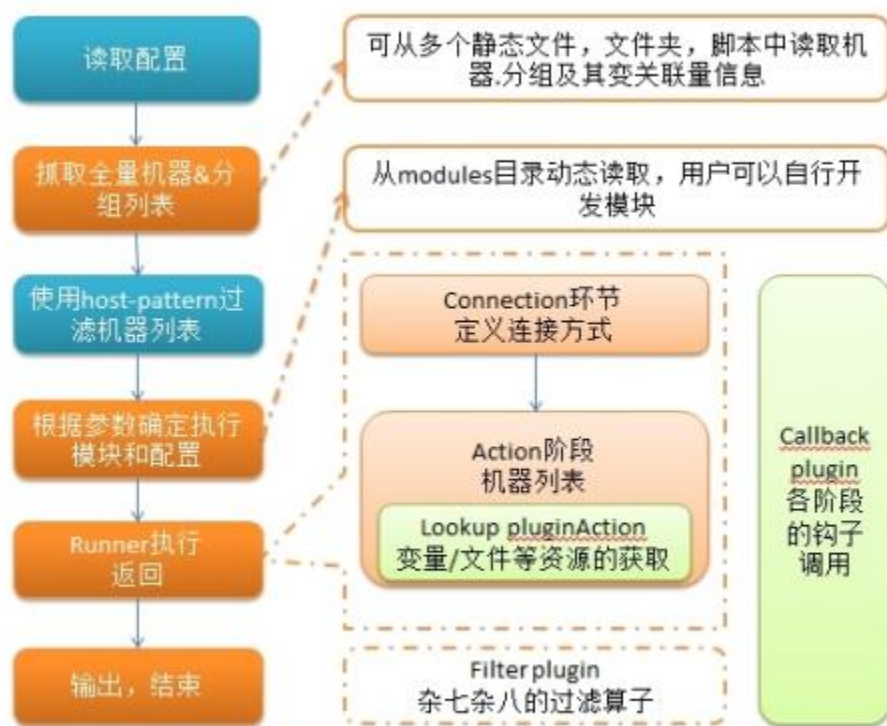 读取配置
抓取全量机器&分
组列表
使用host-pattern过
滤机器列表
根据参数确定执行
模块和配置
Runner执行
返回
输出，结束
可从多个静态文件，文件夹，脚本中读取机
器.分组及其变关联量信息
从modules目录动态读取，用户可以自行开
发模块
Connection环节
定义连接方式
Action阶段
机器列表
Lookup pluginAction
变量/文件等资源的获取
Filter plugin
杂七杂八的过滤算子
Callback
plugin
各阶段
的钩子
调用